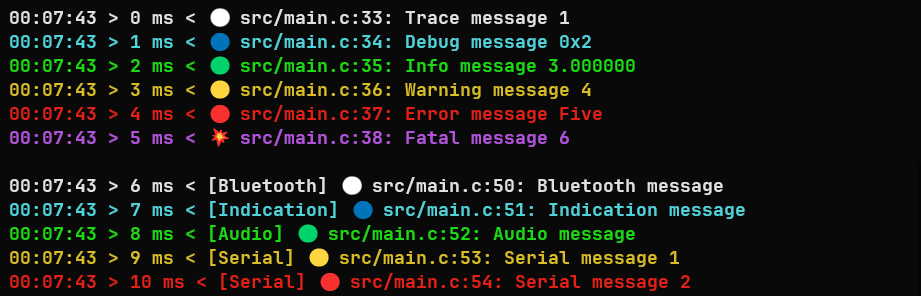 00:07:43 > 0 ms < ⚪ src/main.c:33: Trace message 1
00:07:43 > 1 ms < 🔵 src/main.c:34: Debug message 0x2
00:07:43 > 2 ms < 🟢 src/main.c:35: Info message 3.000000
00:07:43 > 3 ms < 🟡 src/main.c:36: Warning message 4
00:07:43 > 4 ms < 🔴 src/main.c:37: Error message Five
00:07:43 > 5 ms < 💥 src/main.c:38: Fatal message 6
00:07:43 > 6 ms < [Bluetooth] ⚪ src/main.c:50: Bluetooth message
00:07:43 > 7 ms < [Indication] 🔵 src/main.c:51: Indication message
00:07:43 > 8 ms < [Audio] 🟢 src/main.c:52: Audio message
00:07:43 > 9 ms < [Serial] 🟡 src/main.c:53: Serial message 1
00:07:43 > 10 ms < [Serial] 🔴 src/main.c:54: Serial message 2